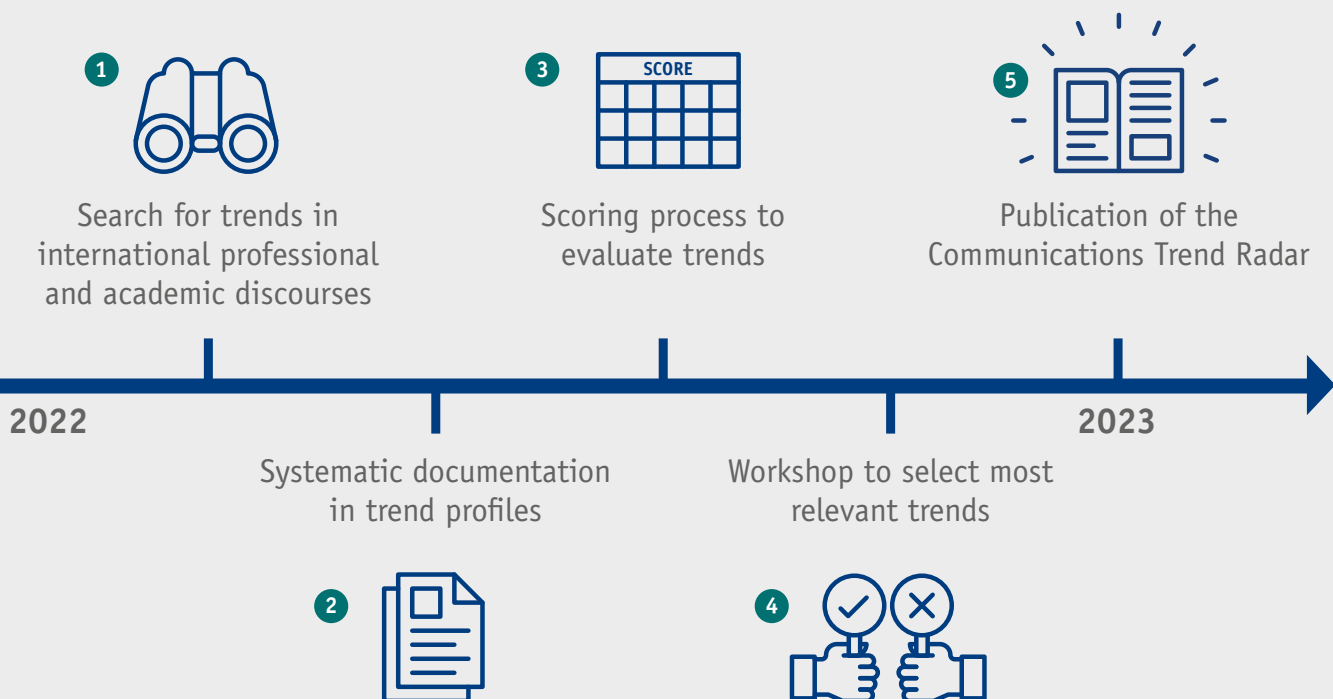 1
Search for trends in
international professional
and academic discourses
3
SCORE
Scoring process to
evaluate trends
5
Publication of the
Communications Trend Radar
2022
2023
Systematic documentation
in trend profiles
2
Workshop to select most
relevant trends
4